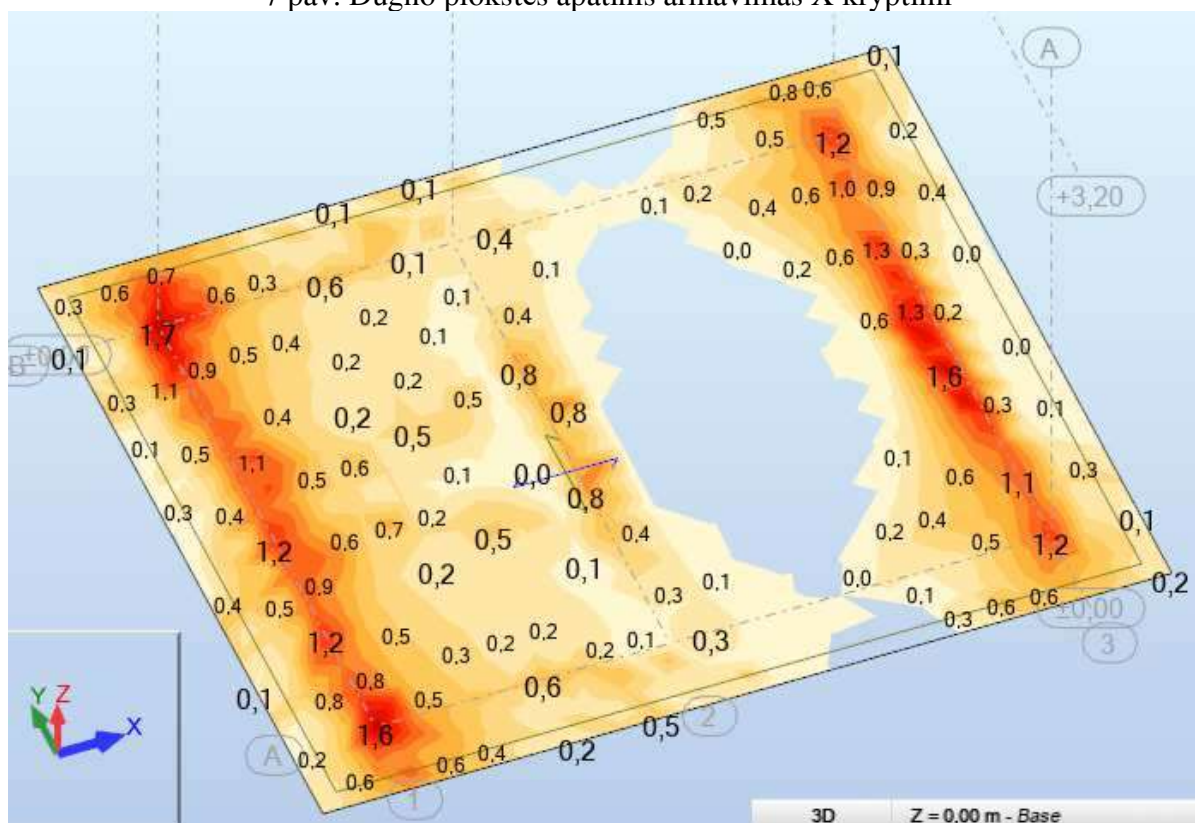 7 pav. Dugno plokštės apatinis armavimas X kryptimi
0,1
A
0,8 0,6
0,5
0,5 1,2 0,2
+3,20
0,1 0,1
0,1 0,2 0,4 0,6 1,0 0,9 0,4
0,4
0,0 0,2 0,6 1,3 0,3 0,0
0,3 0,6 0,7 0,6 0,3 0,6 0,1 0,1
0,1 0,2 0,4
0,6 1,3 0,2
B 0,1 1,7 0,5 0,4 0,1
0,0
0,3 1,1 0,9 0,2 0,2 0,8
1,6 0,3 0,1
0,4 0,2 0,5 0,8
0,1 0,5 1,1 0,5 0,6 0,5 0,1 0,0 0,8
0,1 0,6 1,1 0,3
0,3 0,4 1,2 0,6 0,7 0,2 0,5 0,4
0,2 0,4 0,5 1,2 0,1
0,9 0,2 0,1
0,4 0,5 0,3 0,1 0,0 0,1 0,2
0,3 0,6 0,6 ±0,00
1,2 0,5 0,3 0,2 0,2 0,2 0,1 0,3
3
0,1 0,8 0,8 0,5 0,6
1,6 0,5 2
A 0,2 0,6 0,6 0,4 0,2
1
Y Z X
3D Z = 0.00 m - Base